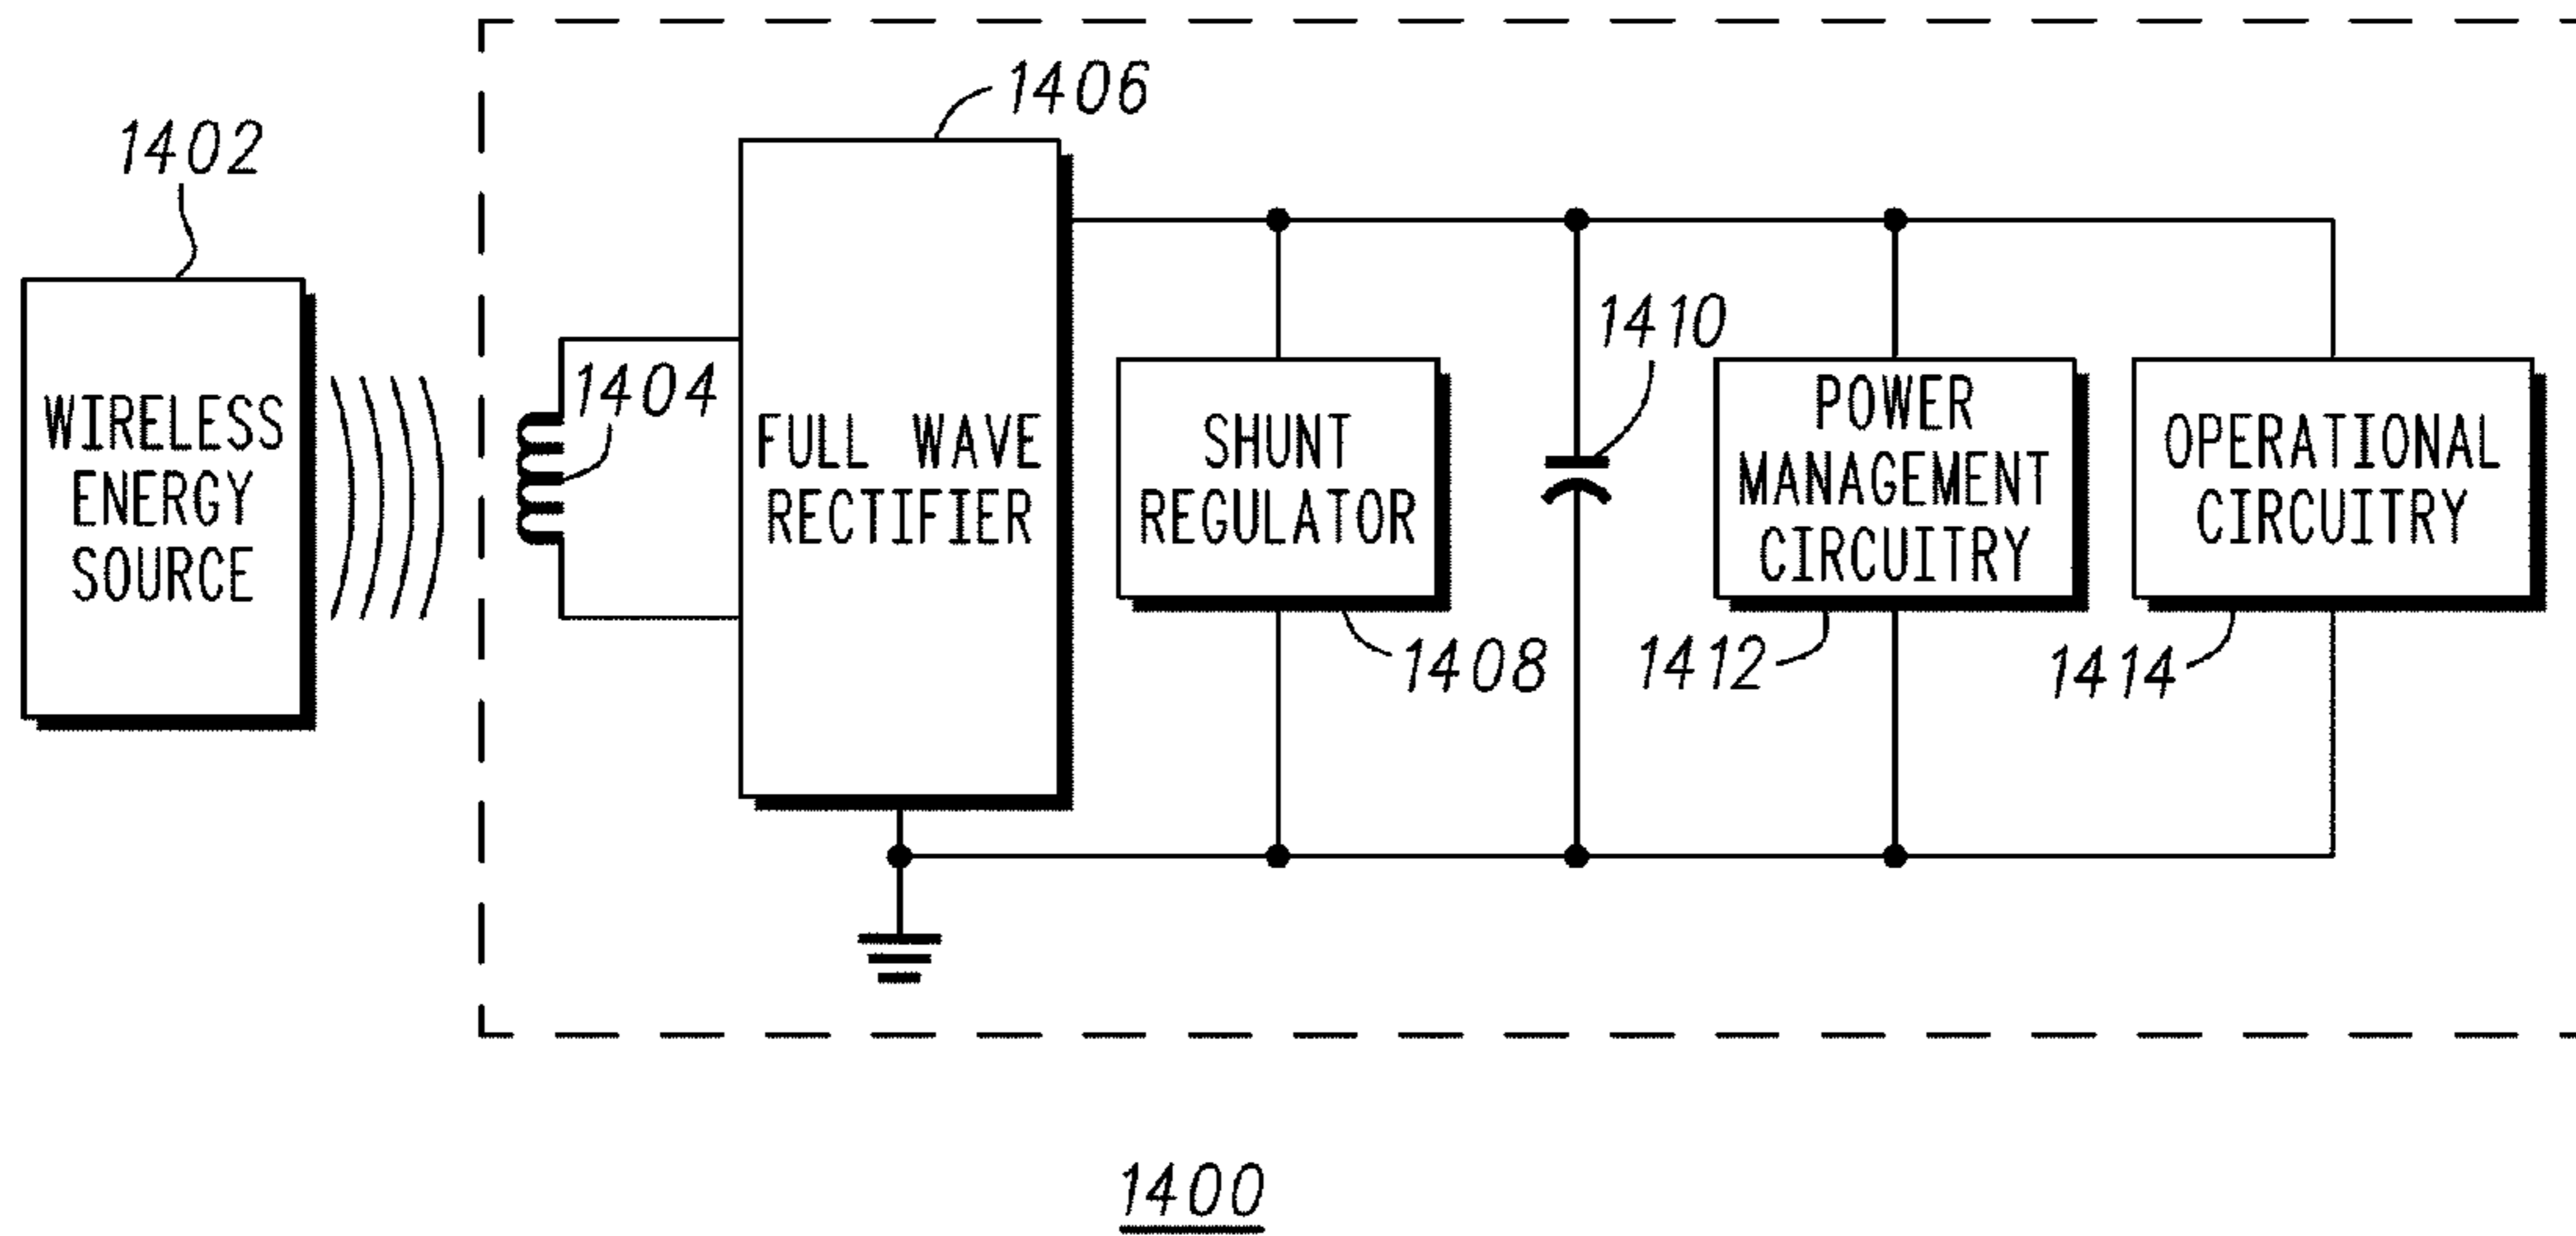 1406
1402
WIRELESS
ENERGY
SOURCE
1404
FULL WAVE
RECTIFIER
SHUNT
REGULATOR
1408
1410
POWER
MANAGEMENT
CIRCUITRY
1412
OPERATIONAL
CIRCUITRY
1414
1400